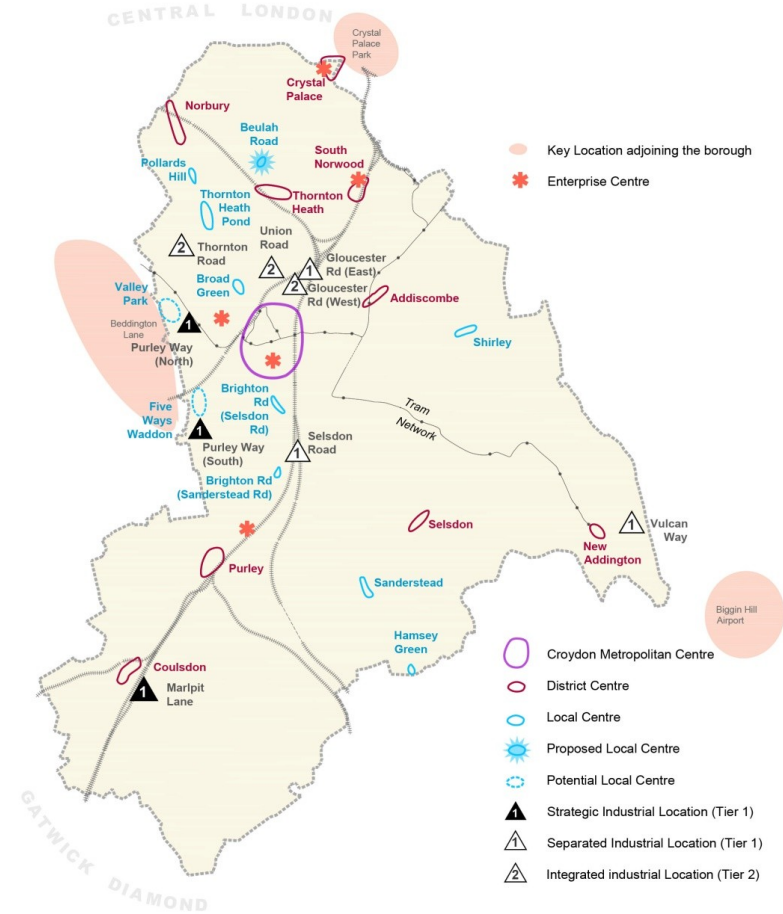 CENTRAL LONDON
Crystal
Palace
Park
Crystal
Palace
Norbury
Beulah
Road
South
Norwood
Pollards
Hill
Thornton
Heath
Thornton
Heath
Pond
Union
Road
2
Thornton
Road
2
1
Gloucester
Rd (East)
2
Gloucester
Rd (West)
Broad
Green
Valley
Park
Addiscombe
Beddington
Lane
1
Purley Way
(North)
Shirley
Brighton
Rd
(Selsdon
Rd)
Five
Ways
Waddon
1
Purley Way
(South)
Tram
Network
1
Selsdon
Road
Brighton Rd
(Sanderstead Rd)
Selsdon
New
Addington
1
Vulcan
Way
Purley
Sanderstead
Biggin Hill
Airport
Hamsey
Green
Coulsdon
1
Marlpit
Lane
GATWICK DIAMOND
Key Location adjoining the borough
Enterprise Centre
Croydon Metropolitan Centre
District Centre
Local Centre
Proposed Local Centre
Potential Local Centre
1 Strategic Industrial Location (Tier 1)
1 Separated Industrial Location (Tier 1)
2 Integrated industrial Location (Tier 2)